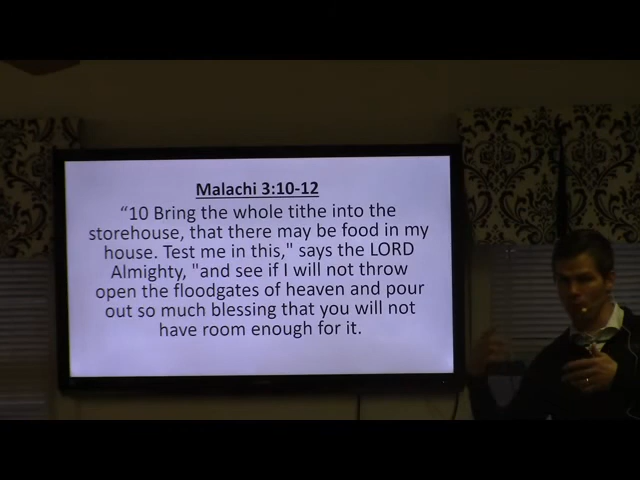 Malachi 3:10-12
“10 Bring the whole tithe into the
storehouse, that there may be food in my
house. Test me in this," says the LORD
Almighty, "and see if I will not throw
open the floodgates of heaven and pour
out so much blessing that you will not
have room enough for it.